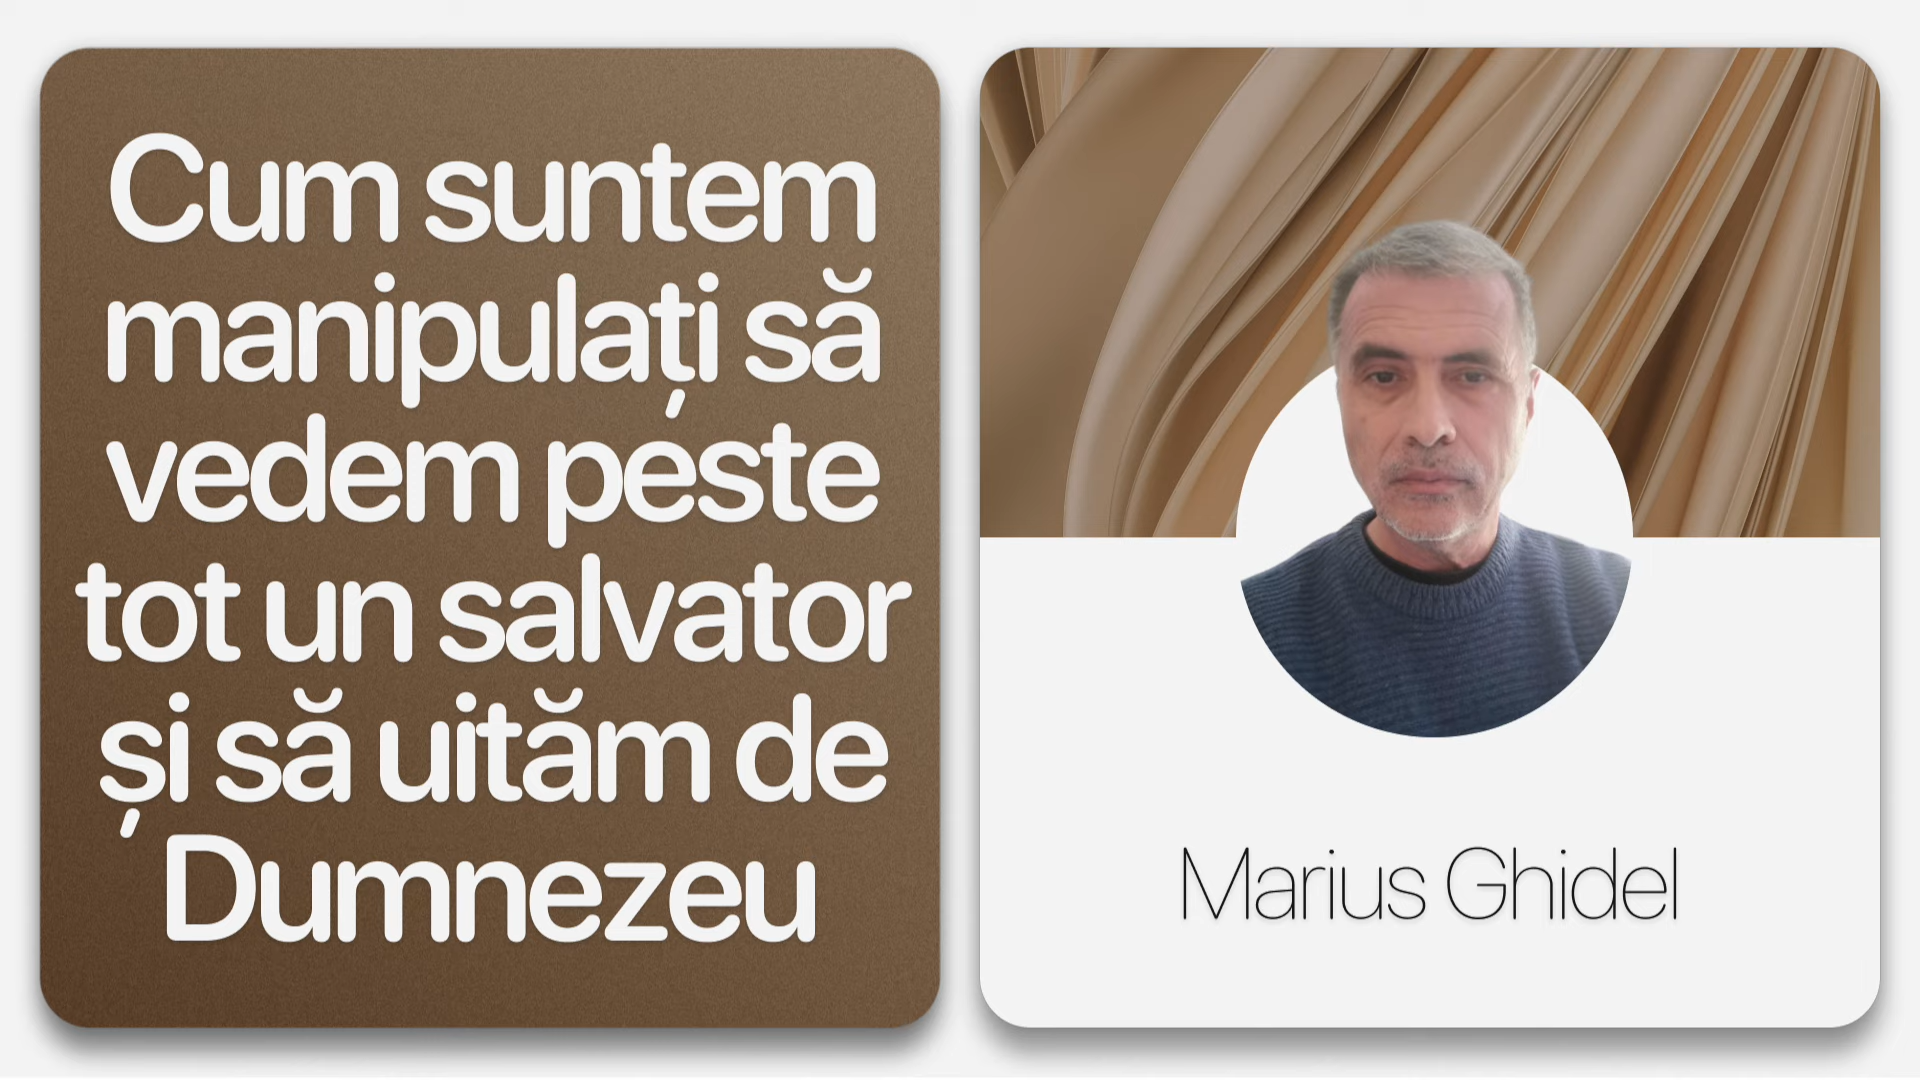 Cum suntem
manipulați să
vedem peste
tot un salvator
și să uităm de
Dumnezeu
Marius Ghidel